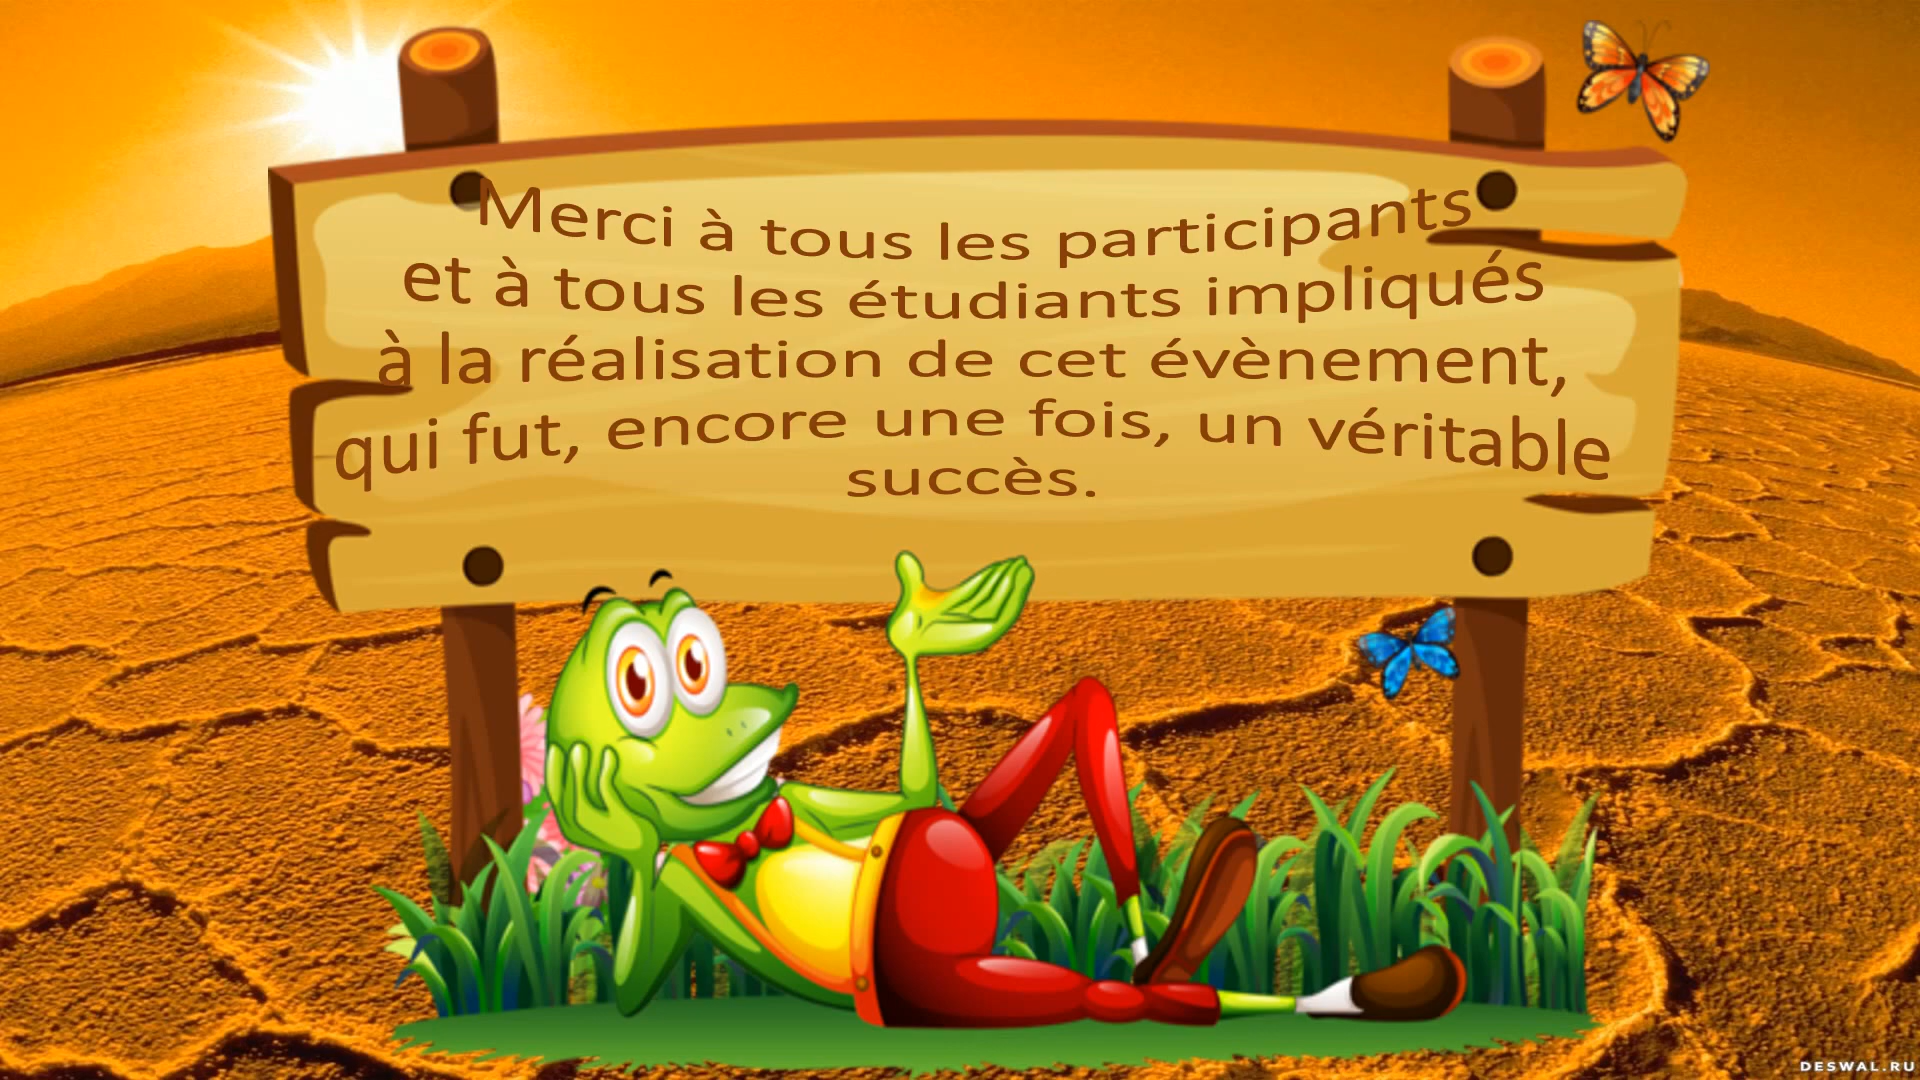 Merci à tous les participants
et à tous les étudiants impliqués
à la réalisation de cet évènement,
qui fut, encore une fois, un véritable
succès.
DESWAL.RU